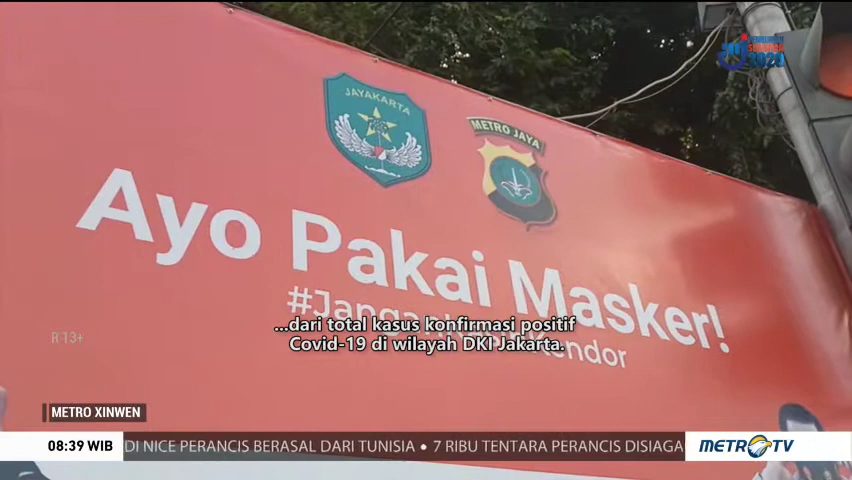 JAYAKARTA
METRO JAYA
2020
Ayo Pakai Masker!
...dari total kasus konfirmasi positif
Covid-19 di wilayah DKI Jakarta.
R 13+
METRO XINWEN
08:39 WIB
DI NICE PERANCIS BERASAL DARI TUNISIA • 7 RIBU TENTARA PERANCIS DISIAGA
METRO TV